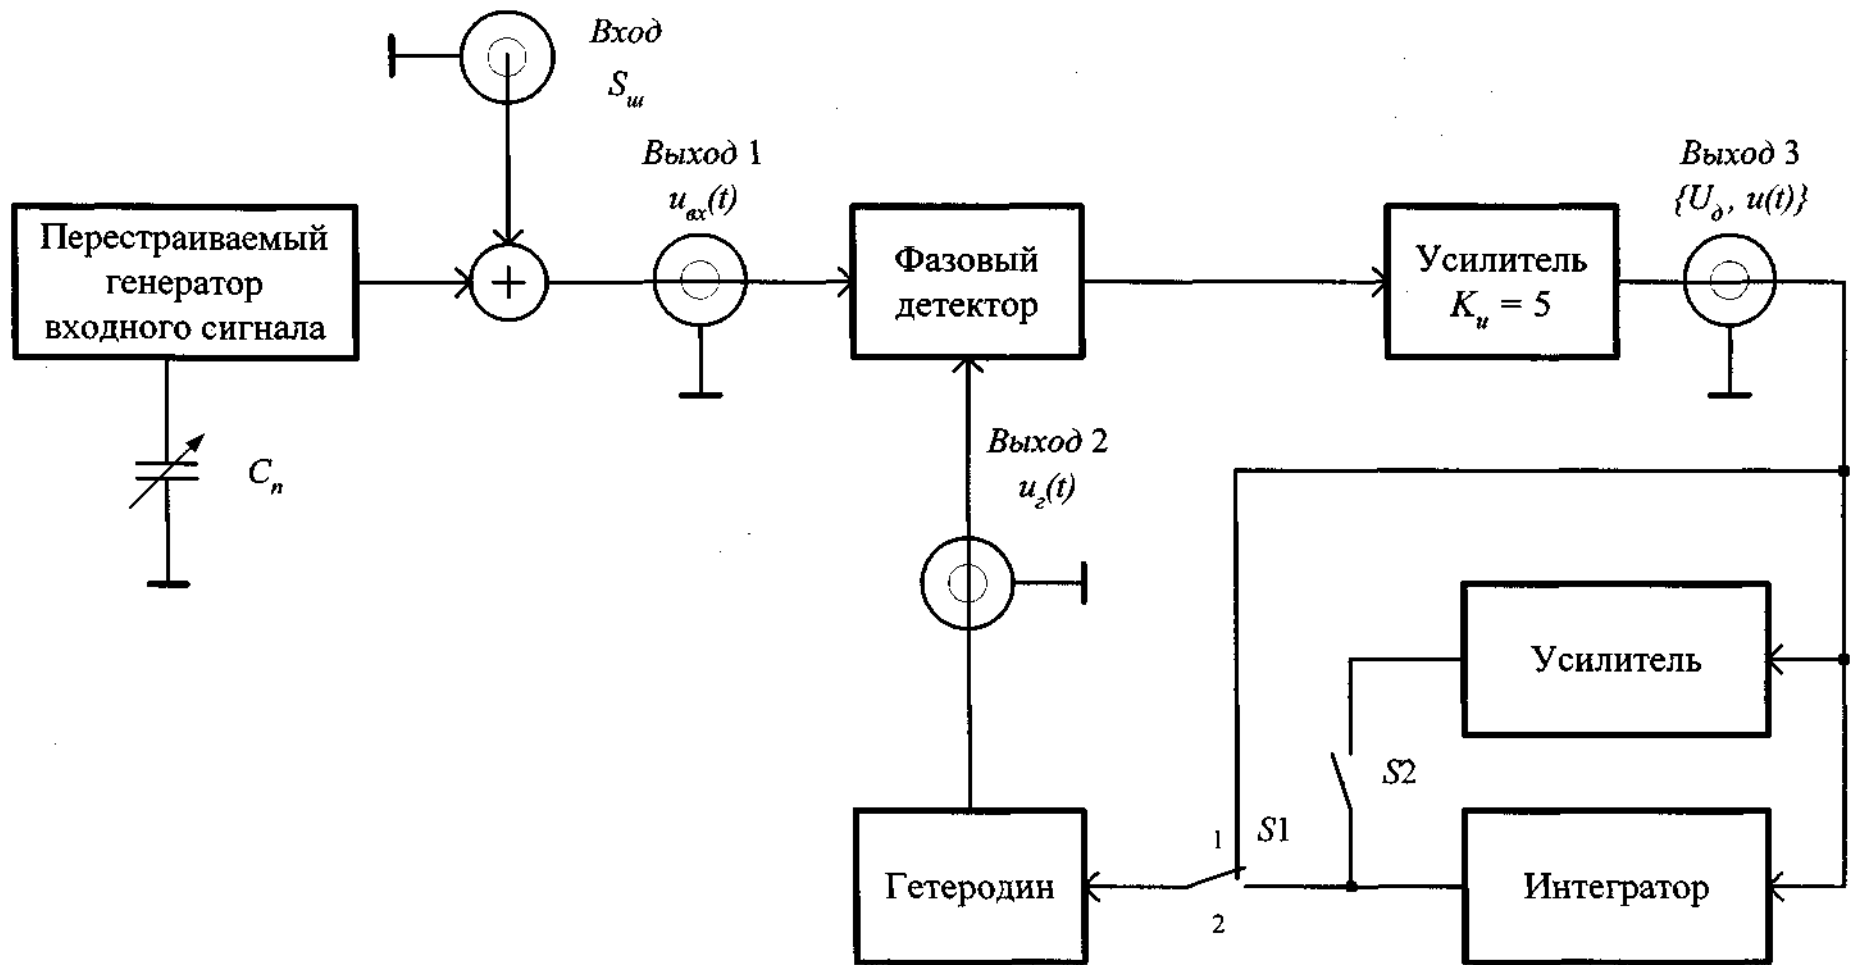 Вход
S_ш
Выход 1
u_вх(t)
Выход 3
{U_д, u(t)}
Перестраиваемый
генератор
входного сигнала
+
Фазовый
детектор
Усилитель
K_и = 5
C_п
Выход 2
u_г(t)
Усилитель
S2
1
S1
2
Гетеродин
Интегратор